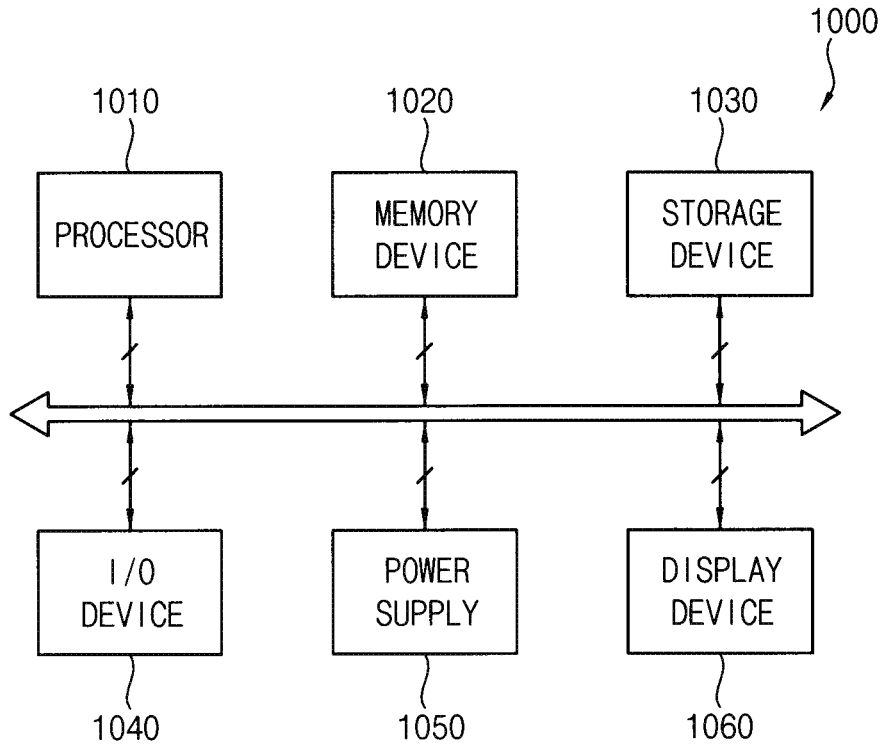 1000
1010
1020
1030
PROCESSOR
MEMORY
DEVICE
STORAGE
DEVICE
I/O
DEVICE
POWER
SUPPLY
DISPLAY
DEVICE
1040
1050
1060